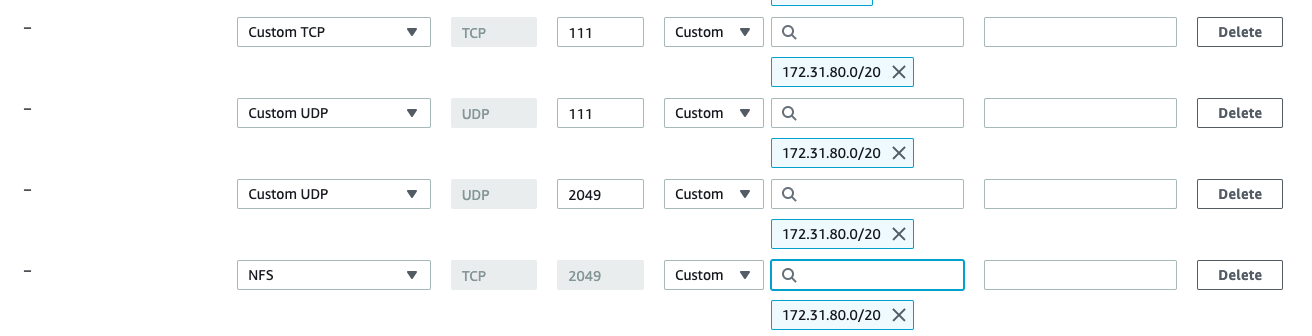 – Custom TCP TCP 111 Custom Delete
172.31.80.0/20
– Custom UDP UDP 111 Custom Delete
172.31.80.0/20
– Custom UDP UDP 2049 Custom Delete
172.31.80.0/20
– NFS TCP 2049 Custom Delete
172.31.80.0/20